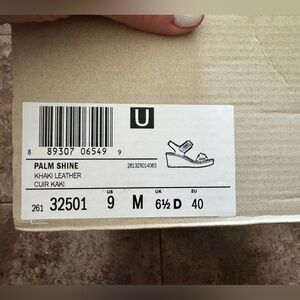 U
8 89307 06549 9
PALM SHINE 261325014065
KHAKI LEATHER
CUIR KAKI
US UK EU
261 32501 9 M 6½ D 40